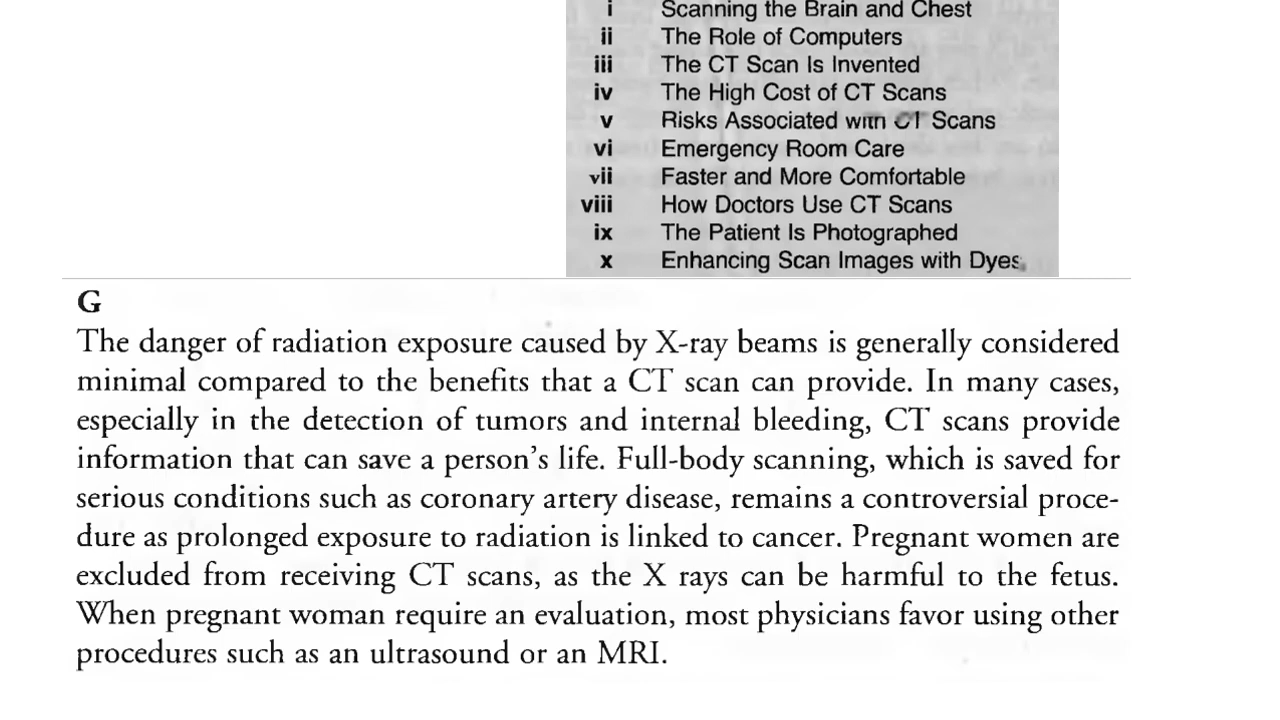 i Scanning the Brain and Chest
ii The Role of Computers
iii The CT Scan Is Invented
iv The High Cost of CT Scans
v Risks Associated with CT Scans
vi Emergency Room Care
vii Faster and More Comfortable
viii How Doctors Use CT Scans
ix The Patient Is Photographed
x Enhancing Scan Images with Dyes
G
The danger of radiation exposure caused by X-ray beams is generally considered
minimal compared to the benefits that a CT scan can provide. In many cases,
especially in the detection of tumors and internal bleeding, CT scans provide
information that can save a person’s life. Full-body scanning, which is saved for
serious conditions such as coronary artery disease, remains a controversial proce-
dure as prolonged exposure to radiation is linked to cancer. Pregnant women are
excluded from receiving CT scans, as the X rays can be harmful to the fetus.
When pregnant woman require an evaluation, most physicians favor using other
procedures such as an ultrasound or an MRI.